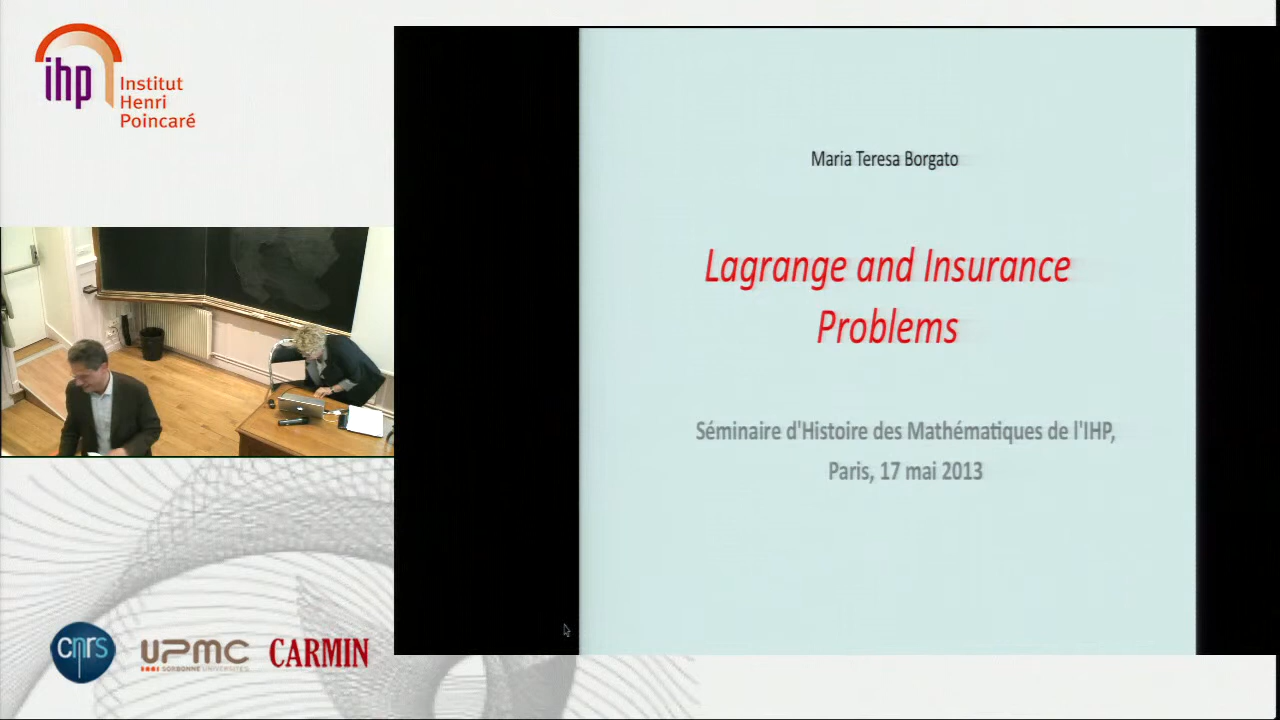 ihp
Institut
Henri
Poincaré
Maria Teresa Borgato
Lagrange and Insurance
Problems
Séminaire d'Histoire des Mathématiques de l'IHP,
Paris, 17 mai 2013
cnrs
UPMC
SORBONNE UNIVERSITÉS
CARMIN